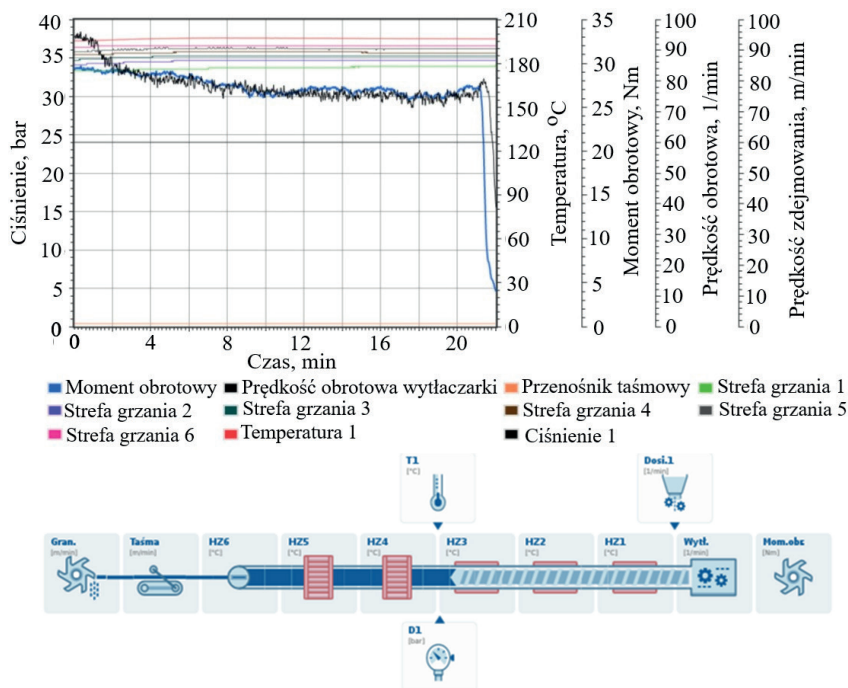 Ciśnienie, bar
40
35
30
25
20
15
10
5
0
0 4 8 12 16 20
Czas, min
210
180
150
120
90
60
30
0
Temperatura, °C
35
30
25
20
15
10
5
0
Moment obrotowy, Nm
100
90
80
70
60
50
40
30
20
10
0
Prędkość obrotowa, 1/min
100
90
80
70
60
50
40
30
20
10
0
Prędkość zdejmowania, m/min
Moment obrotowy Prędkość obrotowa wytłaczarki Przenośnik taśmowy Strefa grzania 1
Strefa grzania 2 Strefa grzania 3 Strefa grzania 4 Strefa grzania 5
Strefa grzania 6 Temperatura 1 Ciśnienie 1
T1 Dosi.1
[°C] [1/min]
Gran. Taśma HZ6 HZ5 HZ4 HZ3 HZ2 HZ1 Wytł. Mom.obc
[m/min] [m/min] [°C] [°C] [°C] [°C] [°C] [°C] [1/min] [Nm]
D1
[bar]